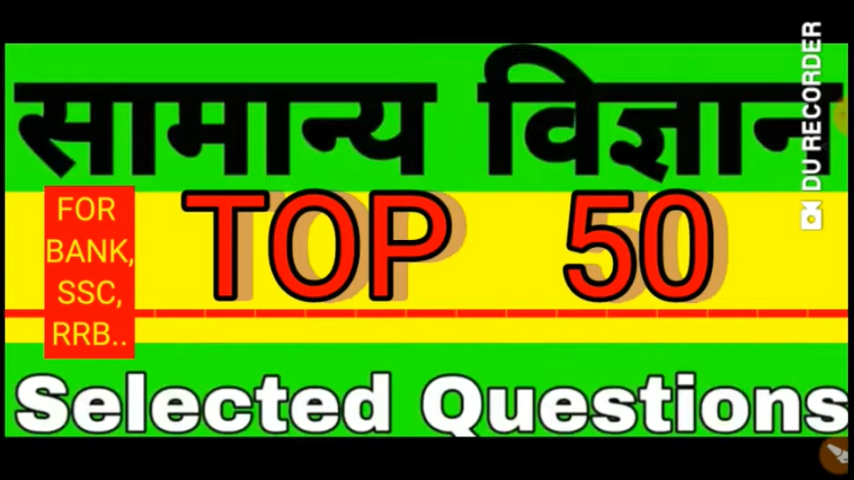 सामान्य विज्ञान
FOR
BANK,
SSC,
RRB..
TOP 50
Selected Questions
DU RECORDER